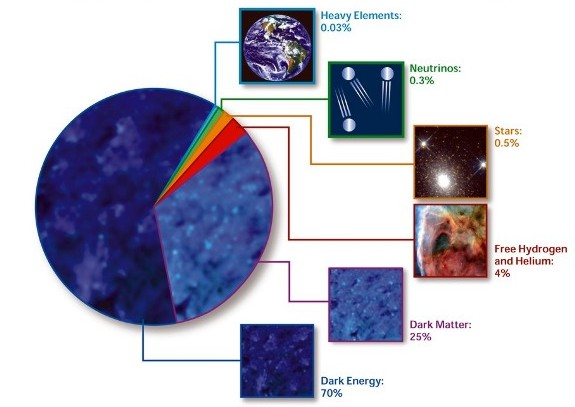 Heavy Elements:
0.03%
Neutrinos:
0.3%
Stars:
0.5%
Free Hydrogen
and Helium:
4%
Dark Matter:
25%
Dark Energy:
70%